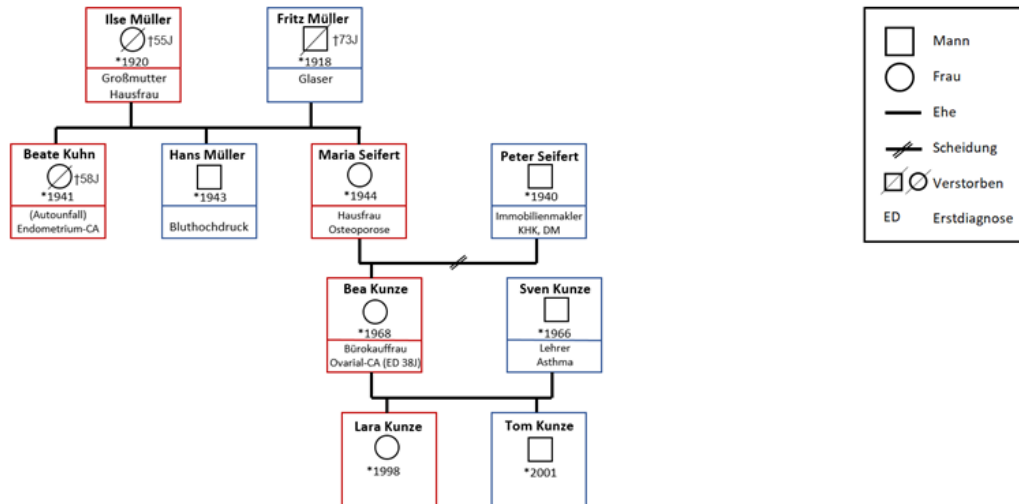 Ilse Müller
†55J
*1920
Großmutter
Hausfrau
Fritz Müller
†73J
*1918
Glaser
Beate Kuhn
†58J
*1941
(Autounfall)
Endometrium-CA
Hans Müller
*1943
Bluthochdruck
Maria Seifert
*1944
Hausfrau
Osteoporose
Peter Seifert
*1940
Immobilienmakler
KHK, DM
Bea Kunze
*1968
Bürokauffrau
Ovarial-CA (ED 38J)
Sven Kunze
*1966
Lehrer
Asthma
Lara Kunze
*1998
Tom Kunze
*2001
Mann
Frau
Ehe
Scheidung
Verstorben
ED Erstdiagnose